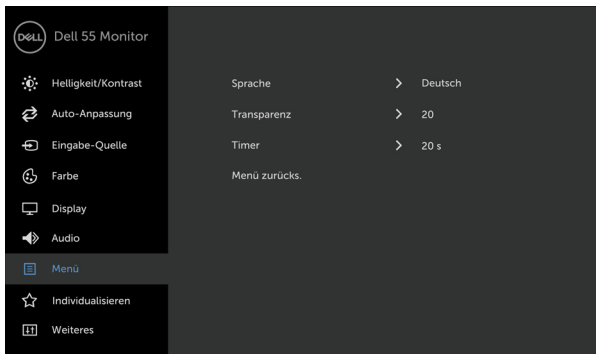 DELL Dell 55 Monitor
Helligkeit/Kontrast
Auto-Anpassung
Eingabe-Quelle
Farbe
Display
Audio
Menü
Individualisieren
Weiteres
Sprache > Deutsch
Transparenz > 20
Timer > 20 s
Menü zurücks.